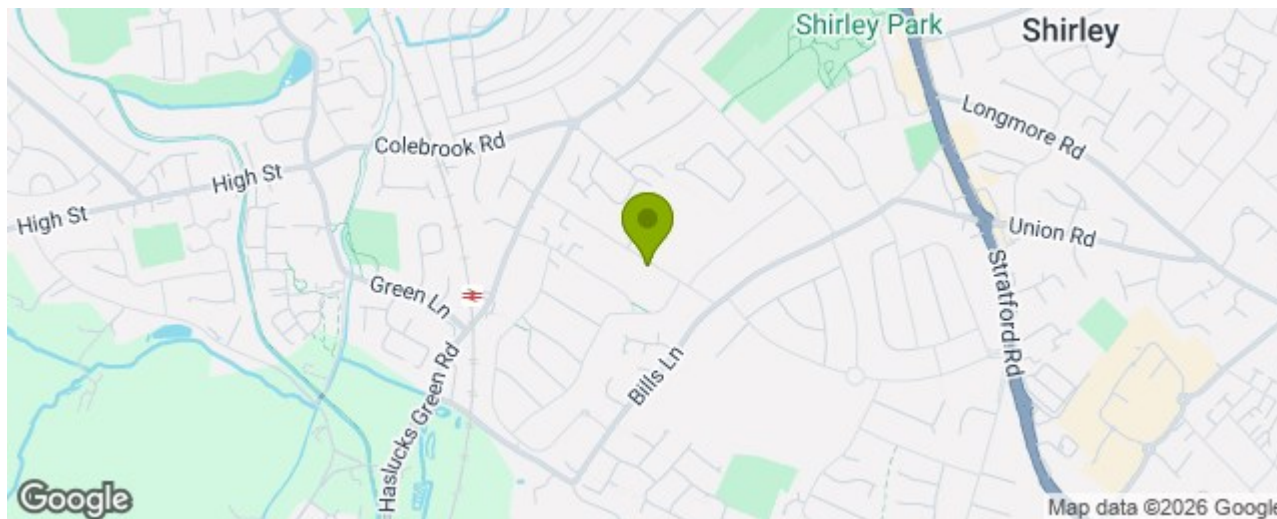 Shirley Park
Shirley
Longmore Rd
Colebrook Rd
High St
High St
Union Rd
Green Ln
Stratford Rd
Bills Ln
Haslucks Green Rd
Google
Map data ©2026 Google